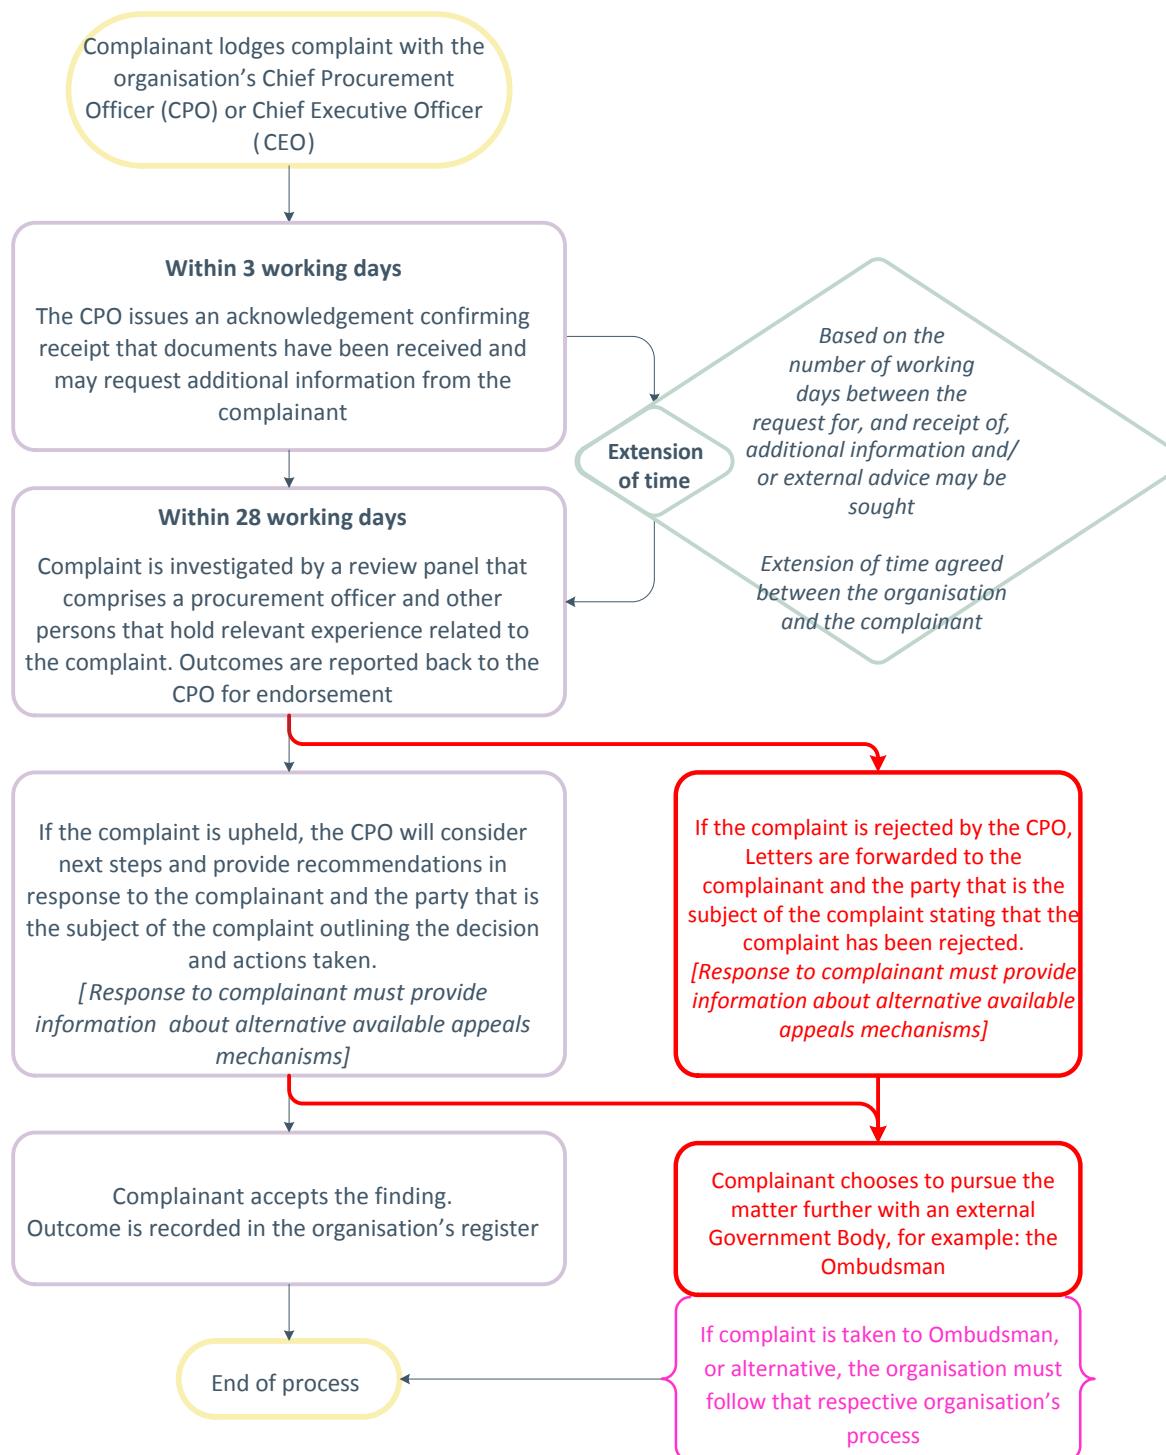 Complainant lodges complaint with the
organisation’s Chief Procurement
Officer (CPO) or Chief Executive Officer
(CEO)
Within 3 working days
The CPO issues an acknowledgement confirming
receipt that documents have been received and
may request additional information from the
complainant
Extension
of time
Based on the
number of working
days between the
request for, and receipt of,
additional information and/
or external advice may be
sought
Extension of time agreed
between the organisation
and the complainant
Within 28 working days
Complaint is investigated by a review panel that
comprises a procurement officer and other
persons that hold relevant experience related to
the complaint. Outcomes are reported back to the
CPO for endorsement
If the complaint is upheld, the CPO will consider
next steps and provide recommendations in
response to the complainant and the party that is
the subject of the complaint outlining the decision
and actions taken.
[Response to complainant must provide
information about alternative available appeals
mechanisms]
If the complaint is rejected by the CPO,
Letters are forwarded to the
complainant and the party that is the
subject of the complaint stating that the
complaint has been rejected.
[Response to complainant must provide
information about alternative available
appeals mechanisms]
Complainant accepts the finding.
Outcome is recorded in the organisation’s register
Complainant chooses to pursue the
matter further with an external
Government Body, for example: the
Ombudsman
If complaint is taken to Ombudsman,
or alternative, the organisation must
follow that respective organisation’s
process
End of process